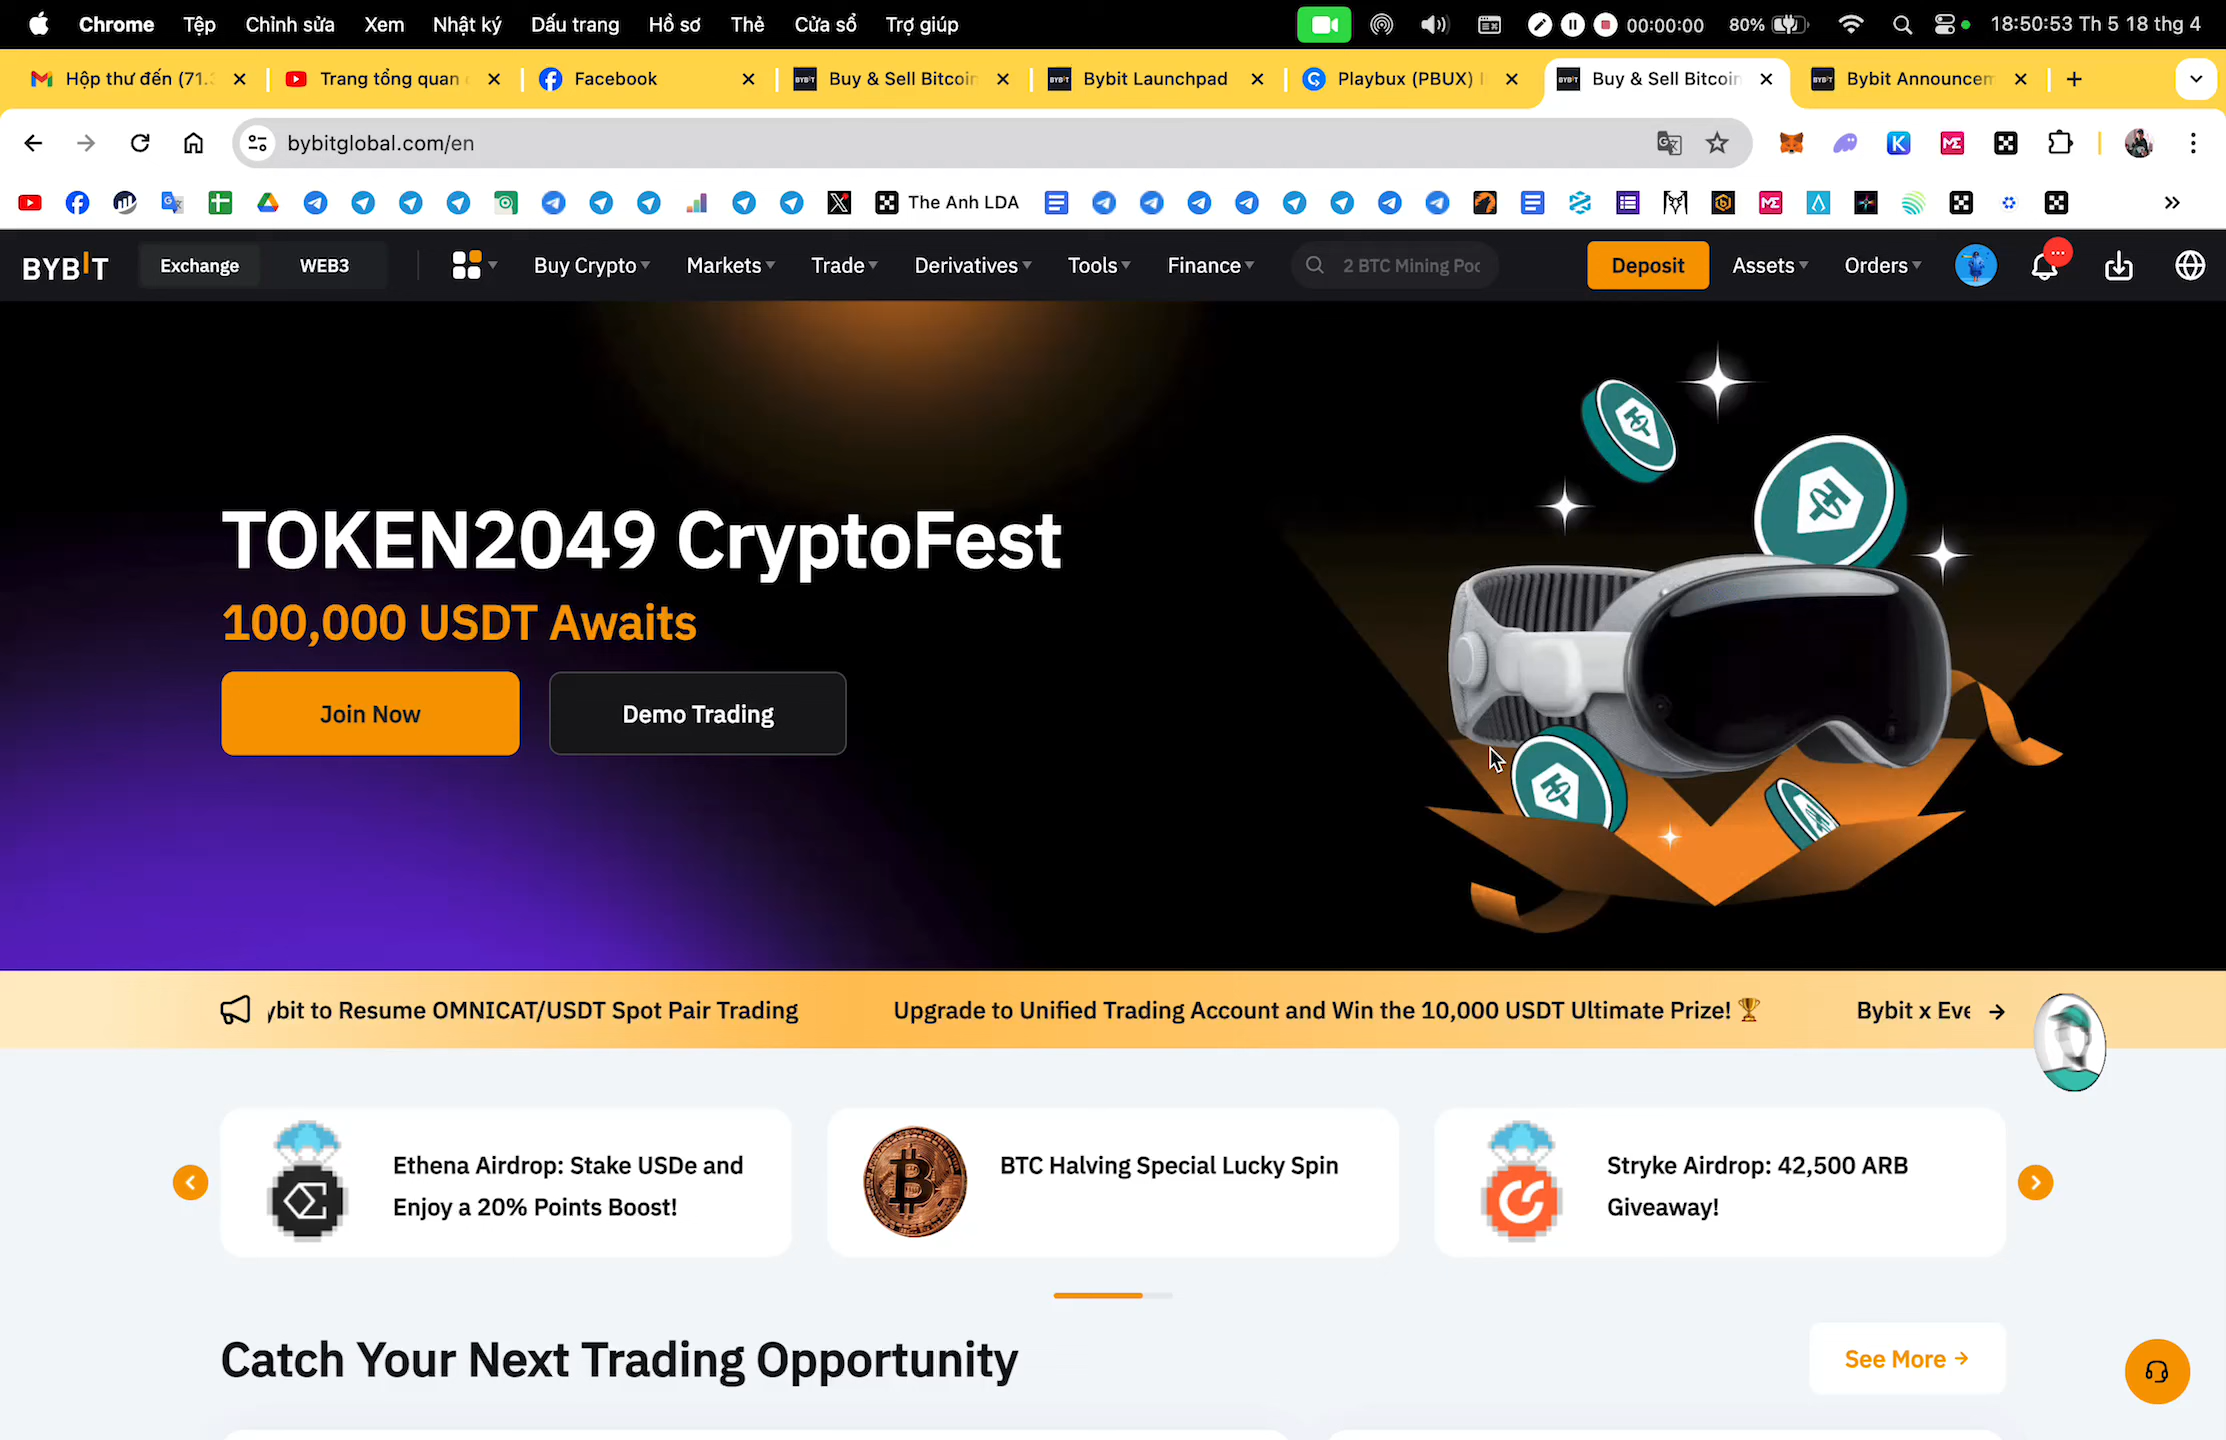 Chrome Tệp Chỉnh sửa Xem Nhật ký Dấu trang Hồ sơ Thẻ Cửa sổ Trợ giúp 00:00:00 80% 18:50:53 Th 5 18 thg 4
Hộp thư đến (71. Trang tổng quan Facebook Buy & Sell Bitcoin Bybit Launchpad Playbux (PBUX) Buy & Sell Bitcoin Bybit Announcem
bybitglobal.com/en
The Anh LDA
BYBIT Exchange WEB3 Buy Crypto Markets Trade Derivatives Tools Finance 2 BTC Mining Poc Deposit Assets Orders
TOKEN2049 CryptoFest
100,000 USDT Awaits
Join Now Demo Trading
ybit to Resume OMNICAT/USDT Spot Pair Trading Upgrade to Unified Trading Account and Win the 10,000 USDT Ultimate Prize! 🏆 Bybit x Eve →
Ethena Airdrop: Stake USDe and
Enjoy a 20% Points Boost!
BTC Halving Special Lucky Spin
Stryke Airdrop: 42,500 ARB
Giveaway!
Catch Your Next Trading Opportunity
See More →